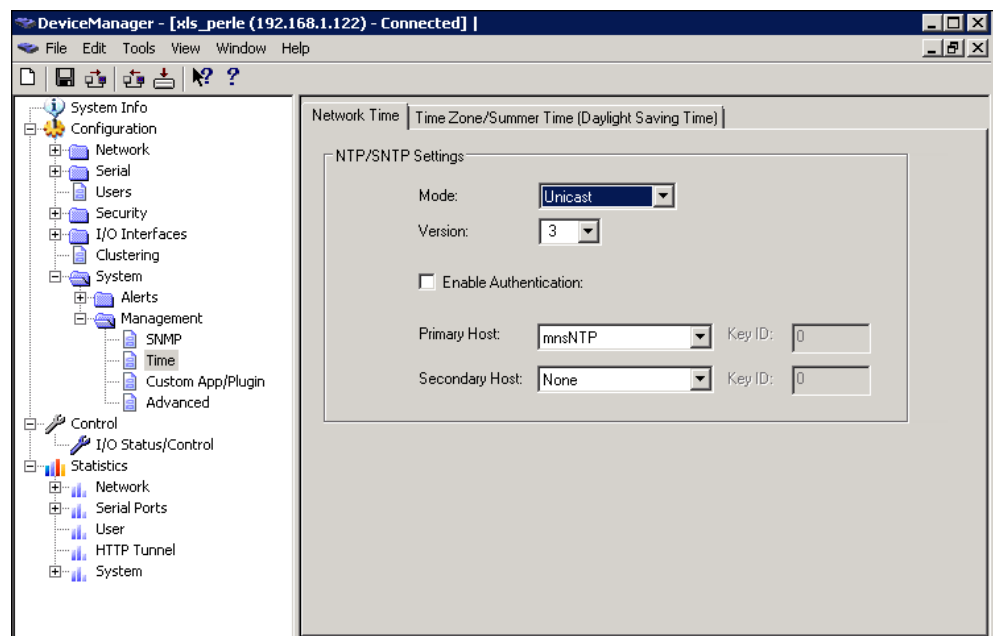 DeviceManager - [xls_perle (192.168.1.122) - Connected] |
File Edit Tools View Window Help
System Info
Configuration
Network
Serial
Users
Security
I/O Interfaces
Clustering
System
Alerts
Management
SNMP
Time
Custom App/Plugin
Advanced
Control
I/O Status/Control
Statistics
Network
Serial Ports
User
HTTP Tunnel
System
Network Time
Time Zone/Summer Time (Daylight Saving Time)
NTP/SNTP Settings
Mode: Unicast
Version: 3
Enable Authentication:
Primary Host: mnsNTP Key ID: 0
Secondary Host: None Key ID: 0